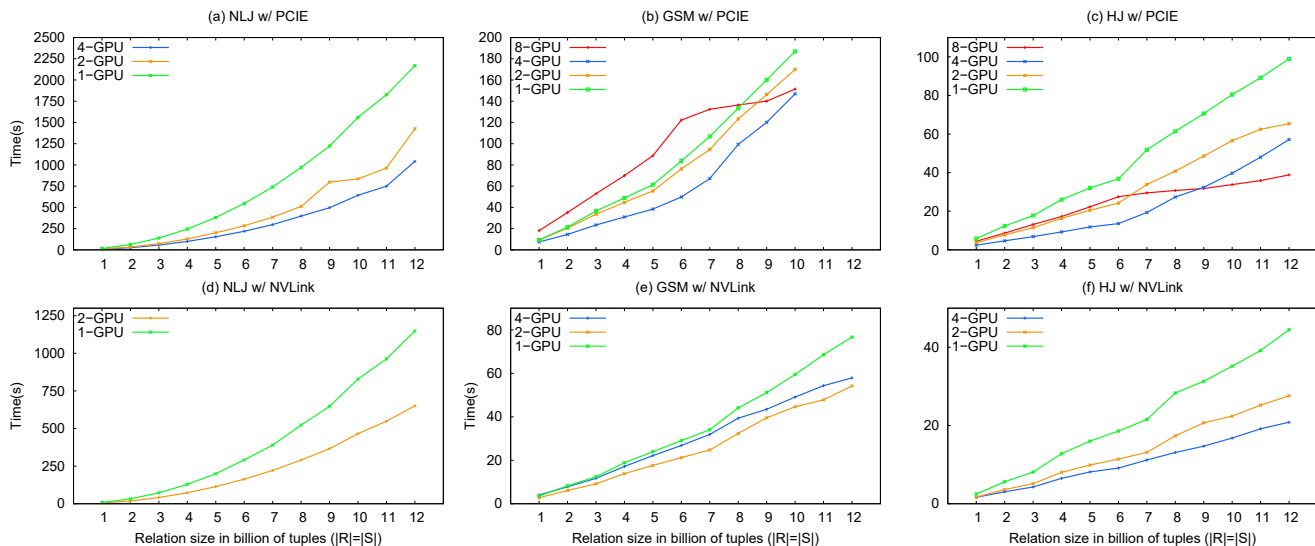 (a) NLJ w/ PCIE
2500
2250
2000
1750
1500
1250
1000
750
500
250
0
Time(s)
4-GPU
2-GPU
1-GPU
1 2 3 4 5 6 7 8 9 10 11 12
(b) GSM w/ PCIE
200
180
160
140
120
100
80
60
40
20
0
8-GPU
4-GPU
2-GPU
1-GPU
1 2 3 4 5 6 7 8 9 10 11 12
(c) HJ w/ PCIE
100
80
60
40
20
0
8-GPU
4-GPU
2-GPU
1-GPU
1 2 3 4 5 6 7 8 9 10 11 12
(d) NLJ w/ NVLink
1250
1000
750
500
250
0
Time(s)
2-GPU
1-GPU
1 2 3 4 5 6 7 8 9 10 11 12
Relation size in billion of tuples (|R|=|S|)
(e) GSM w/ NVLink
80
60
40
20
0
Time(s)
4-GPU
2-GPU
1-GPU
1 2 3 4 5 6 7 8 9 10 11 12
Relation size in billion of tuples (|R|=|S|)
(f) HJ w/ NVLink
40
20
0
4-GPU
2-GPU
1-GPU
1 2 3 4 5 6 7 8 9 10 11 12
Relation size in billion of tuples (|R|=|S|)